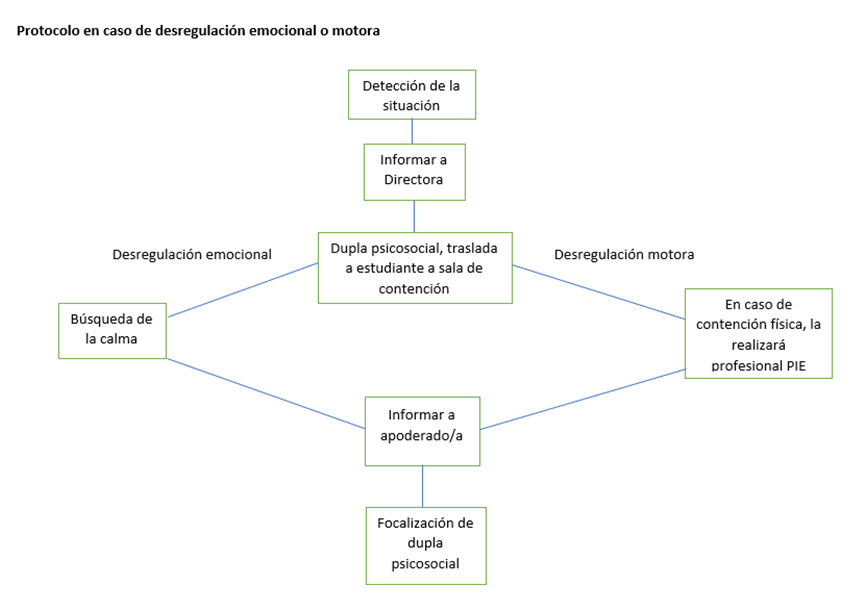 Protocolo en caso de desregulación emocional o motora
Detección de la
situación
Informar a
Directora
Desregulación emocional
Dupla psicosocial, traslada
a estudiante a sala de
contención
Desregulación motora
Búsqueda de
la calma
En caso de
contención física, la
realizará
profesional PIE
Informar a
apoderado/a
Focalización de
dupla
psicosocial